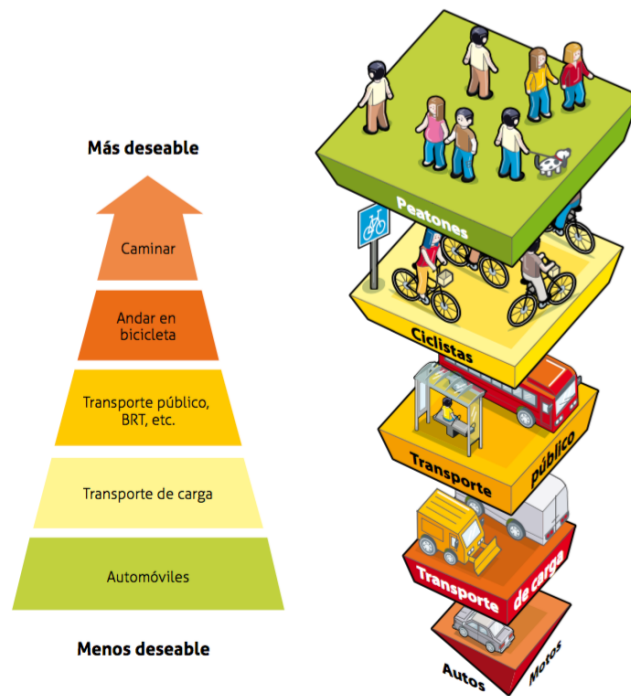 Más deseable
Caminar
Andar en
bicicleta
Transporte público,
BRT, etc.
Transporte de carga
Automóviles
Menos deseable
Peatones
Ciclistas
Transporte público
Transporte de carga
Autos Motos